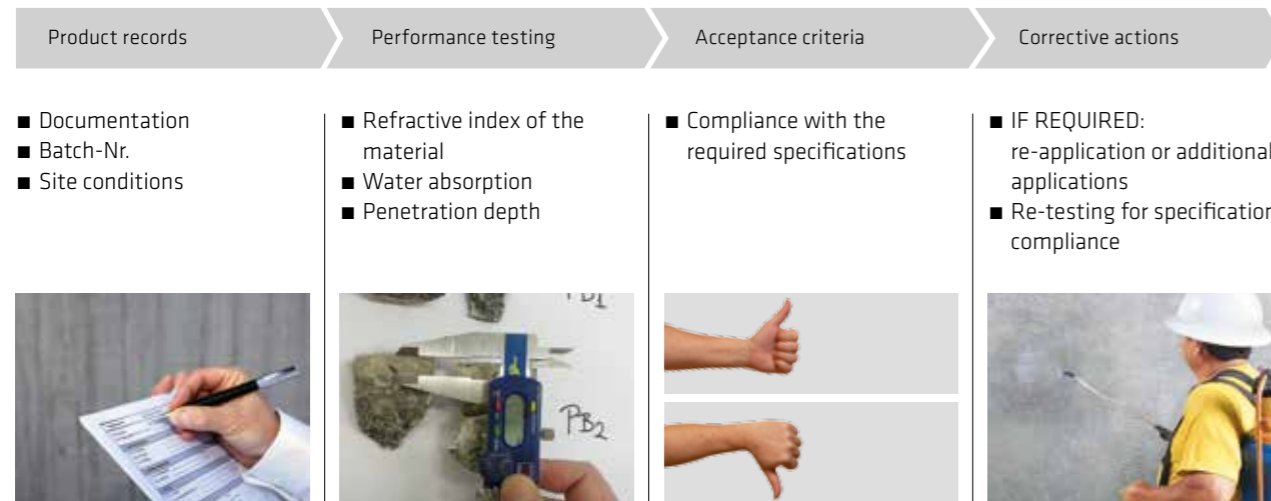 Product records
Performance testing
Acceptance criteria
Corrective actions
■ Documentation
■ Batch-Nr.
■ Site conditions
■ Refractive index of the
material
■ Water absorption
■ Penetration depth
■ Compliance with the
required specifications
■ IF REQUIRED:
re-application or additional
applications
■ Re-testing for specification
compliance
PB1
PB2